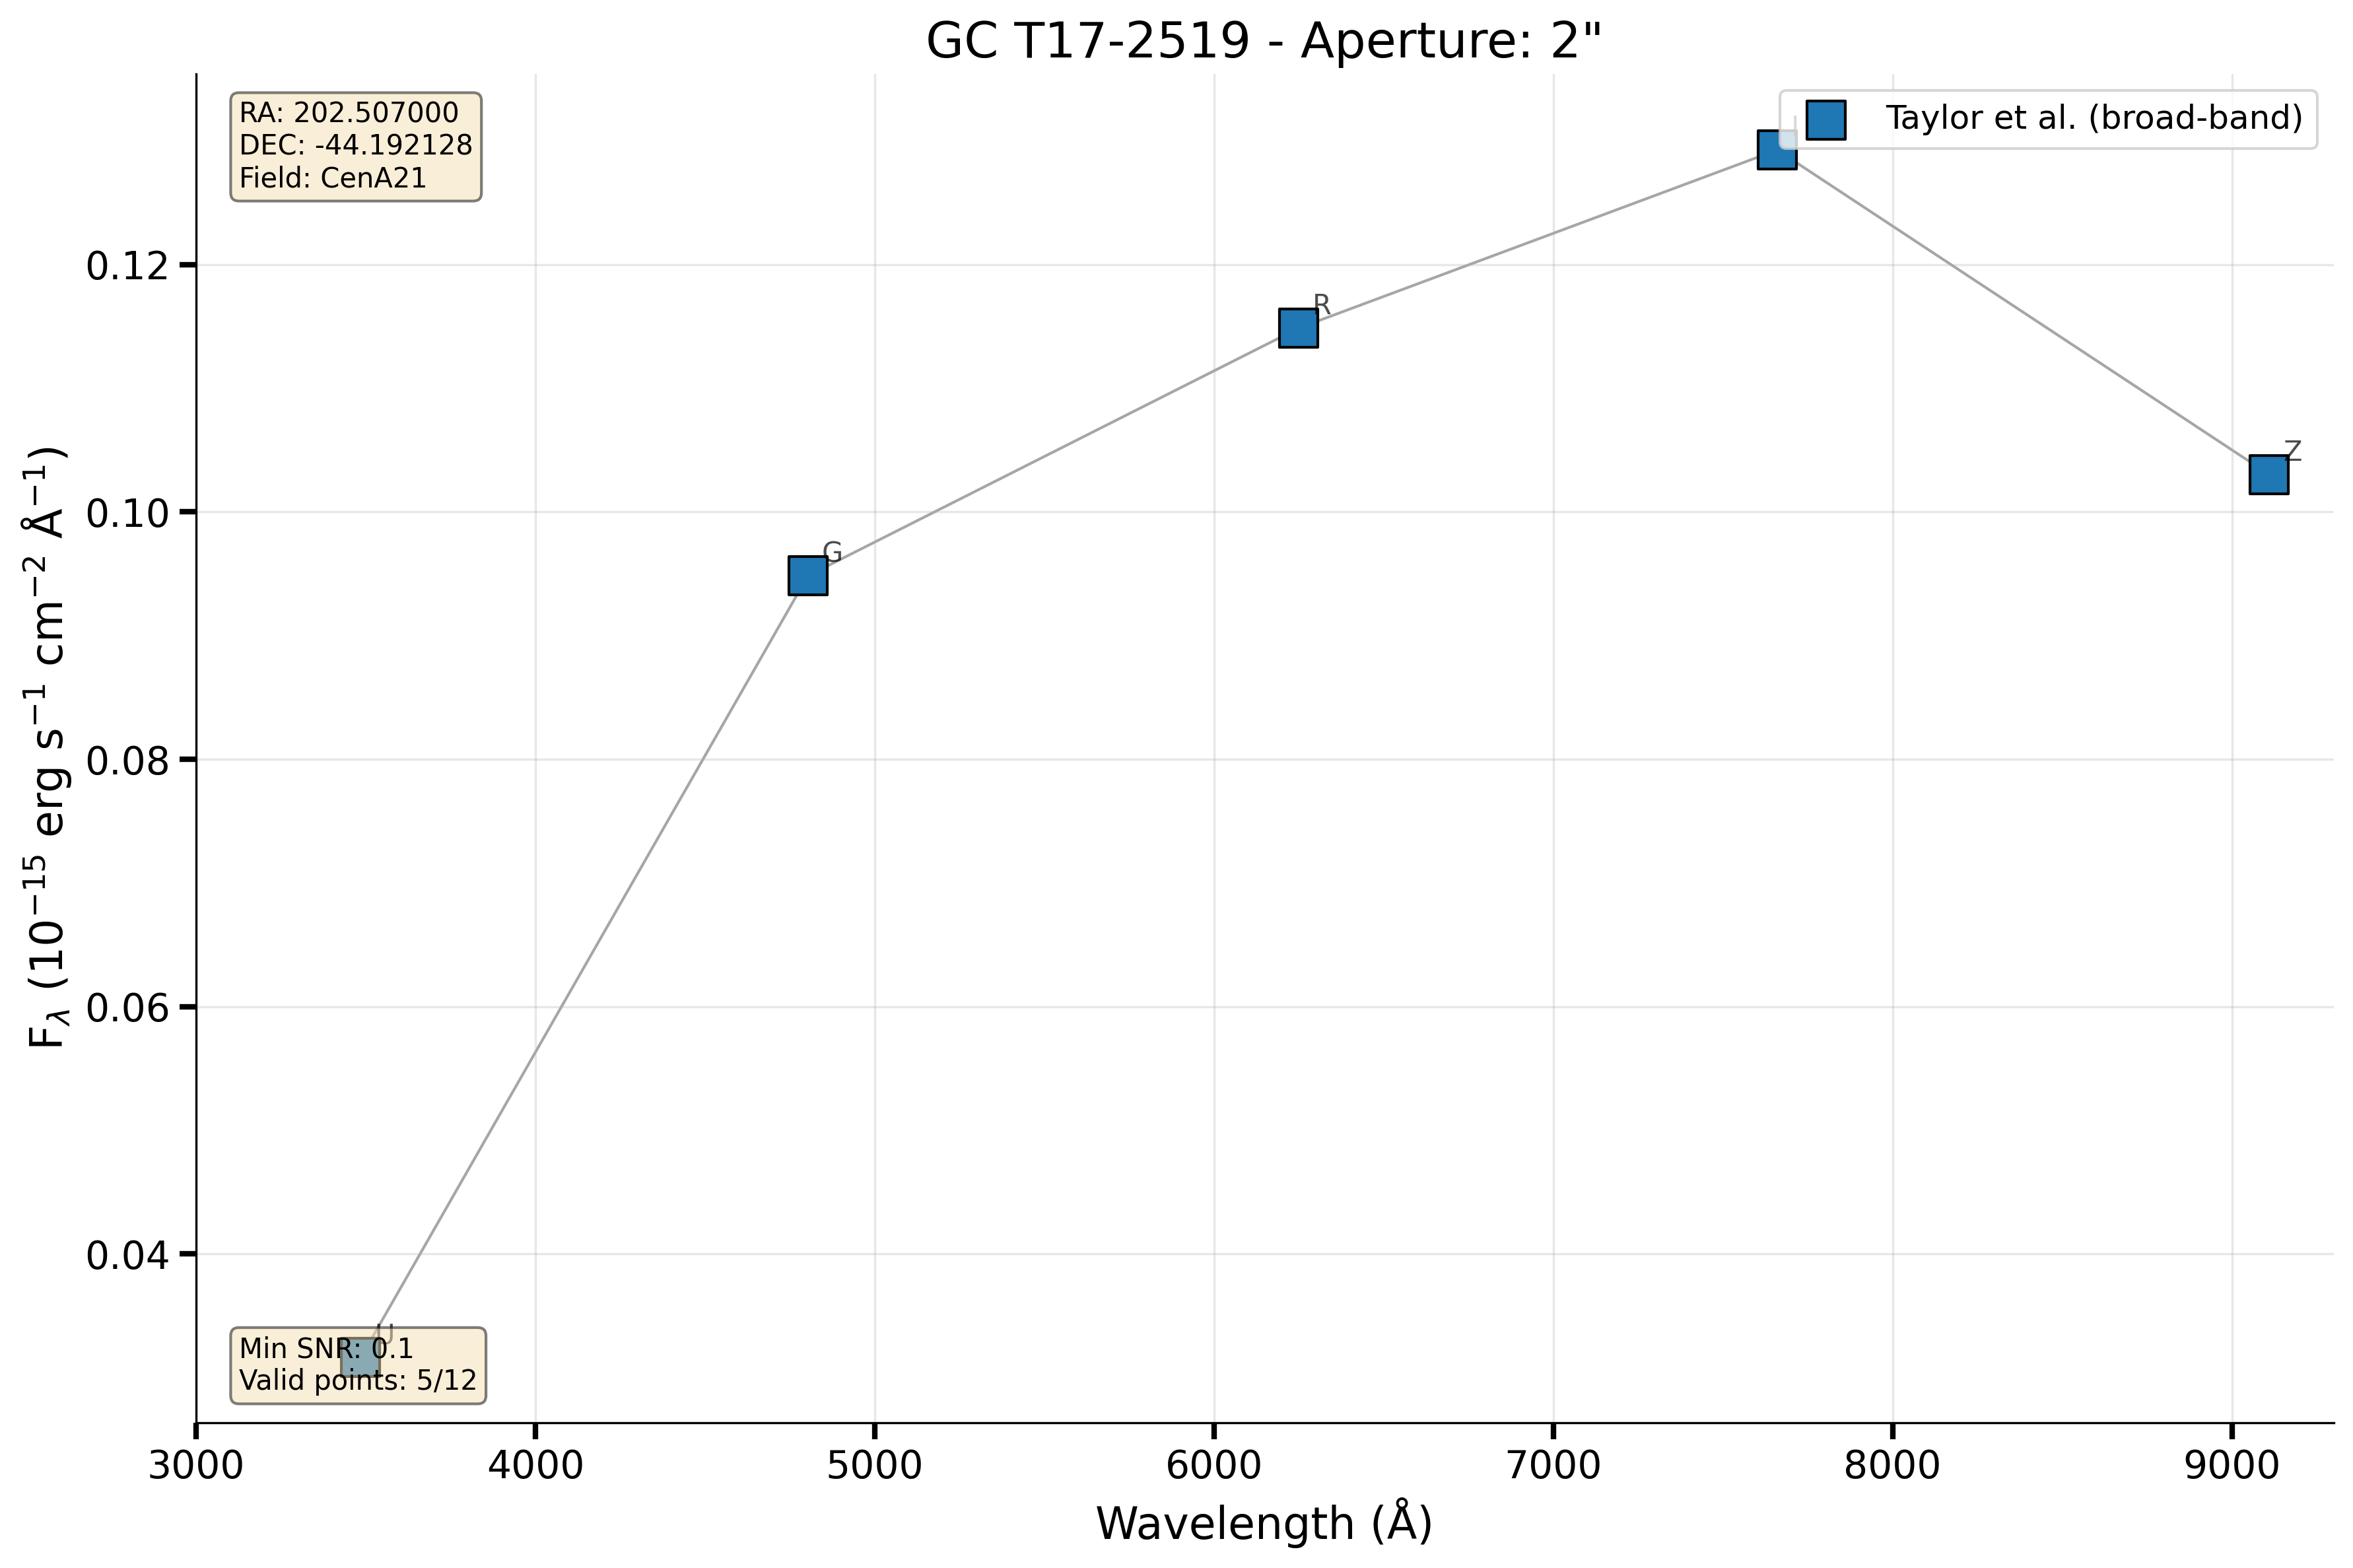 GC T17-2519 - Aperture: 2"
RA: 202.507000
DEC: -44.192128
Field: CenA21
Taylor et al. (broad-band)
I
R
Z
G
U
0.12
0.10
0.08
0.06
0.04
F_λ (10⁻¹⁵ erg s⁻¹ cm⁻² Å⁻¹)
Min SNR: 0.1
Valid points: 5/12
3000 4000 5000 6000 7000 8000 9000
Wavelength (Å)